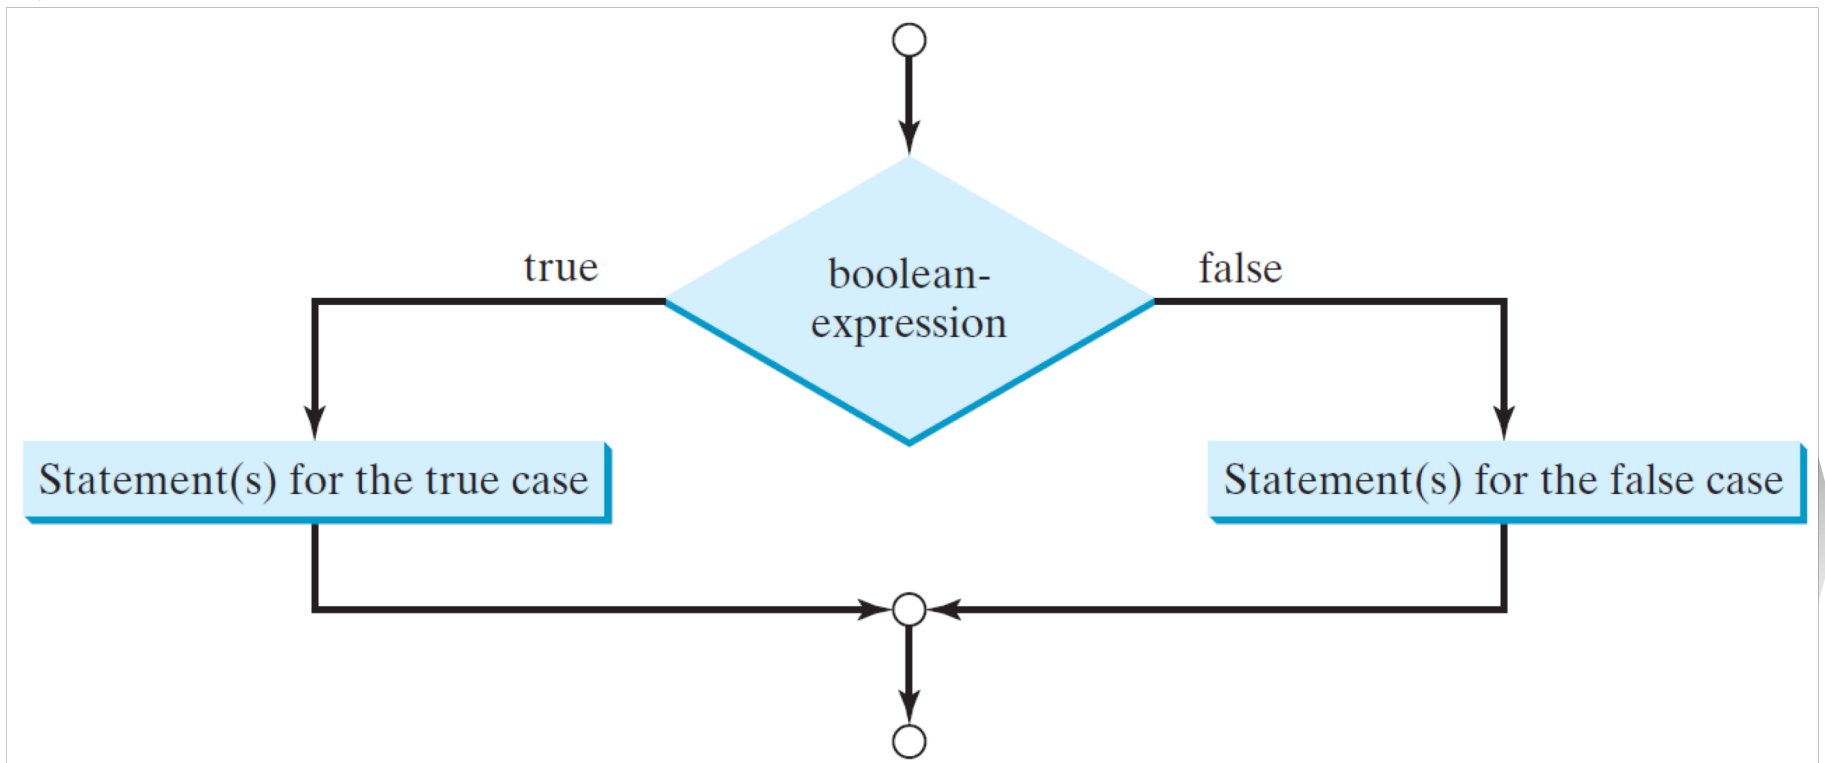 true
boolean-
expression
false
Statement(s) for the true case
Statement(s) for the false case